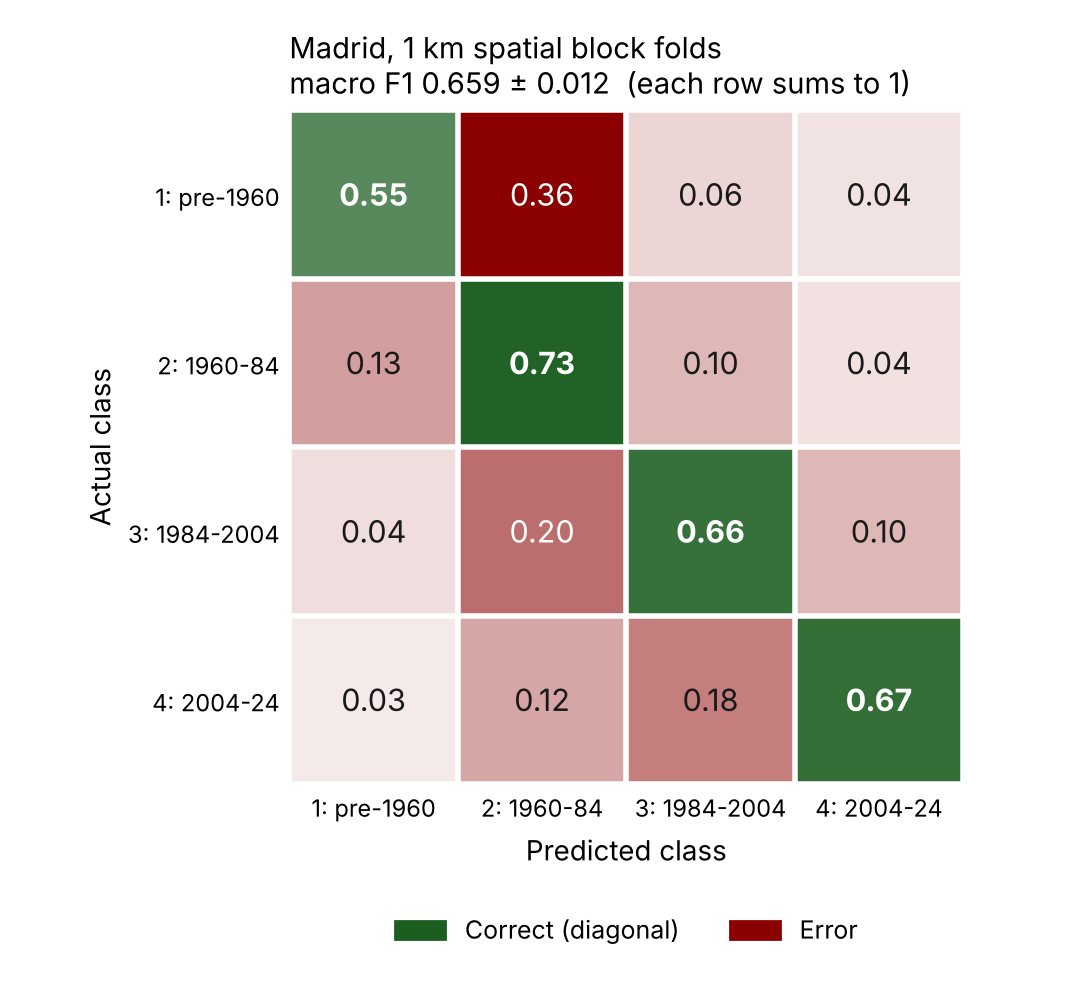 Madrid, 1 km spatial block folds
macro F1 0.659 ± 0.012  (each row sums to 1)
Actual class
1: pre-1960
0.55 0.36 0.06 0.04
2: 1960-84
0.13 0.73 0.10 0.04
3: 1984-2004
0.04 0.20 0.66 0.10
4: 2004-24
0.03 0.12 0.18 0.67
1: pre-1960 2: 1960-84 3: 1984-2004 4: 2004-24
Predicted class
Correct (diagonal) Error